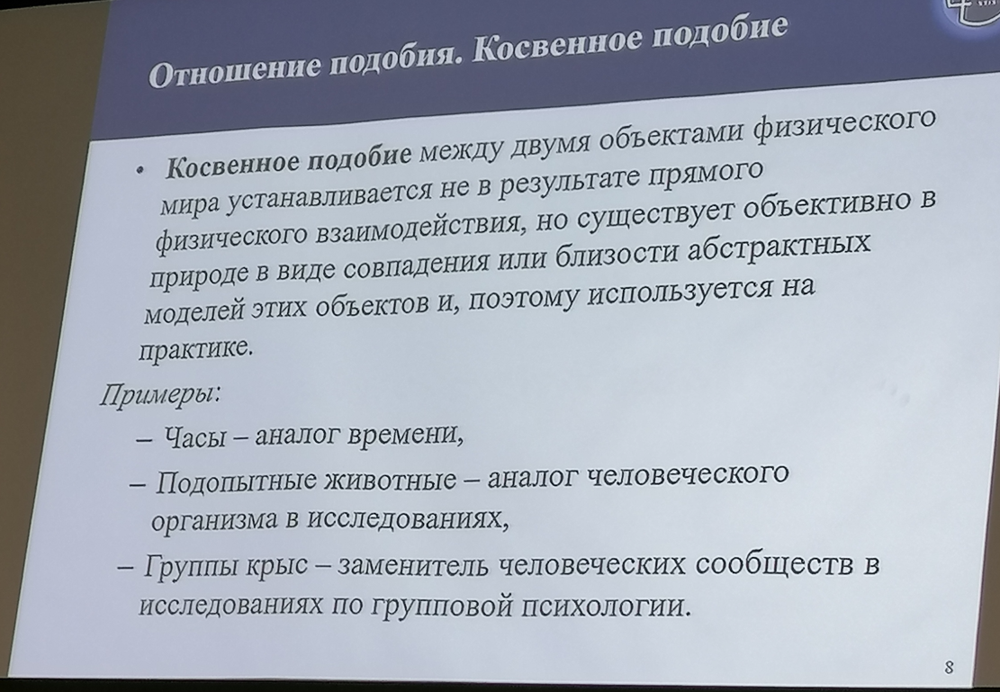 Отношение подобия. Косвенное подобие
• Косвенное подобие между двумя объектами физического
мира устанавливается не в результате прямого
физического взаимодействия, но существует объективно в
природе в виде совпадения или близости абстрактных
моделей этих объектов и, поэтому используется на
практике.
Примеры:
– Часы – аналог времени,
– Подопытные животные – аналог человеческого
организма в исследованиях,
– Группы крыс – заменитель человеческих сообществ в
исследованиях по групповой психологии.
8